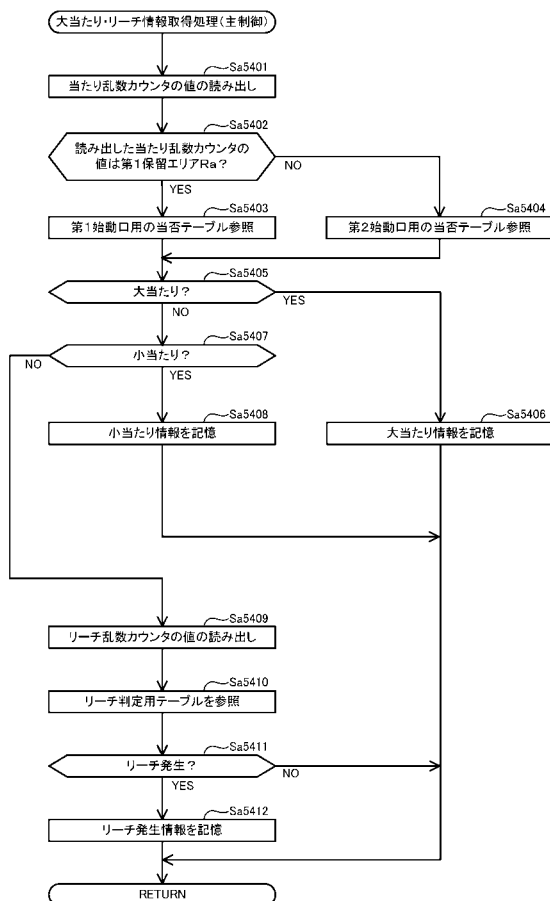 大当たり・リーチ情報取得処理(主制御)
Sa5401
当たり乱数カウンタの値の読み出し
Sa5402
読み出した当たり乱数カウンタの
値は第1保留エリアRa?
NO
YES
Sa5403
第1始動口用の当否テーブル参照
Sa5404
第2始動口用の当否テーブル参照
Sa5405
大当たり?
YES
NO
Sa5407
小当たり?
NO
YES
Sa5408
小当たり情報を記憶
Sa5406
大当たり情報を記憶
Sa5409
リーチ乱数カウンタの値の読み出し
Sa5410
リーチ判定用テーブルを参照
Sa5411
リーチ発生?
NO
YES
Sa5412
リーチ発生情報を記憶
RETURN